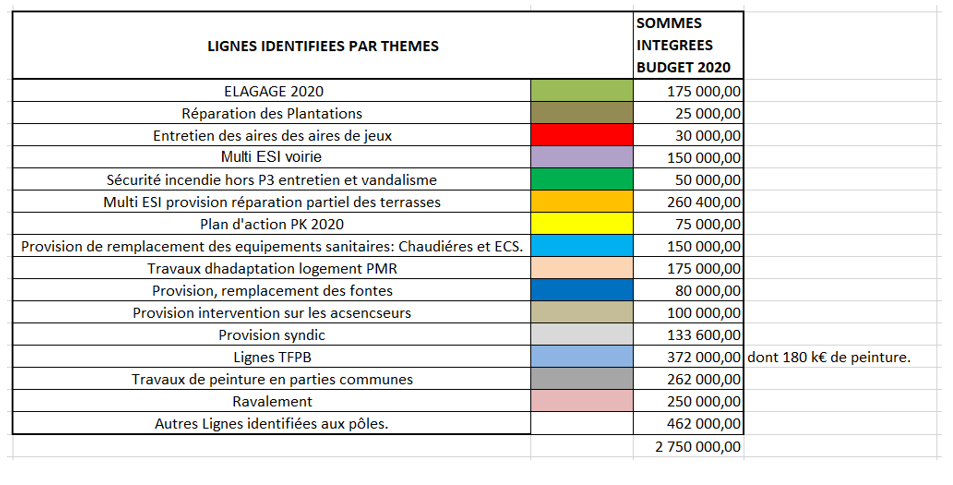 LIGNES IDENTIFIEES PAR THEMES
SOMMES
INTEGREES
BUDGET 2020
ELAGAGE 2020 175 000,00
Réparation des Plantations 25 000,00
Entretien des aires des aires de jeux 30 000,00
Multi ESI voirie 150 000,00
Sécurité incendie hors P3 entretien et vandalisme 50 000,00
Multi ESI provision réparation partiel des terrasses 260 400,00
Plan d'action PK 2020 75 000,00
Provision de remplacement des equipements sanitaires: Chaudiéres et ECS. 150 000,00
Travaux dhadaptation logement PMR 175 000,00
Provision, remplacement des fontes 80 000,00
Provision intervention sur les acsencseurs 100 000,00
Provision syndic 133 600,00
Lignes TFPB 372 000,00 dont 180 k€ de peinture.
Travaux de peinture en parties communes 262 000,00
Ravalement 250 000,00
Autres Lignes identifiées aux pôles. 462 000,00
2 750 000,00